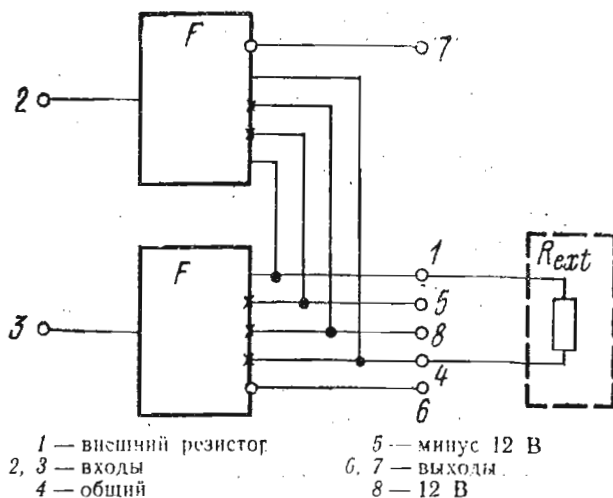 F
7
2
F
3
1
5
8
4
6
Rext
1 — внешний резистор
2, 3 — входы
4 — общий
5 — минус 12 В
6, 7 — выходы
8 — 12 В